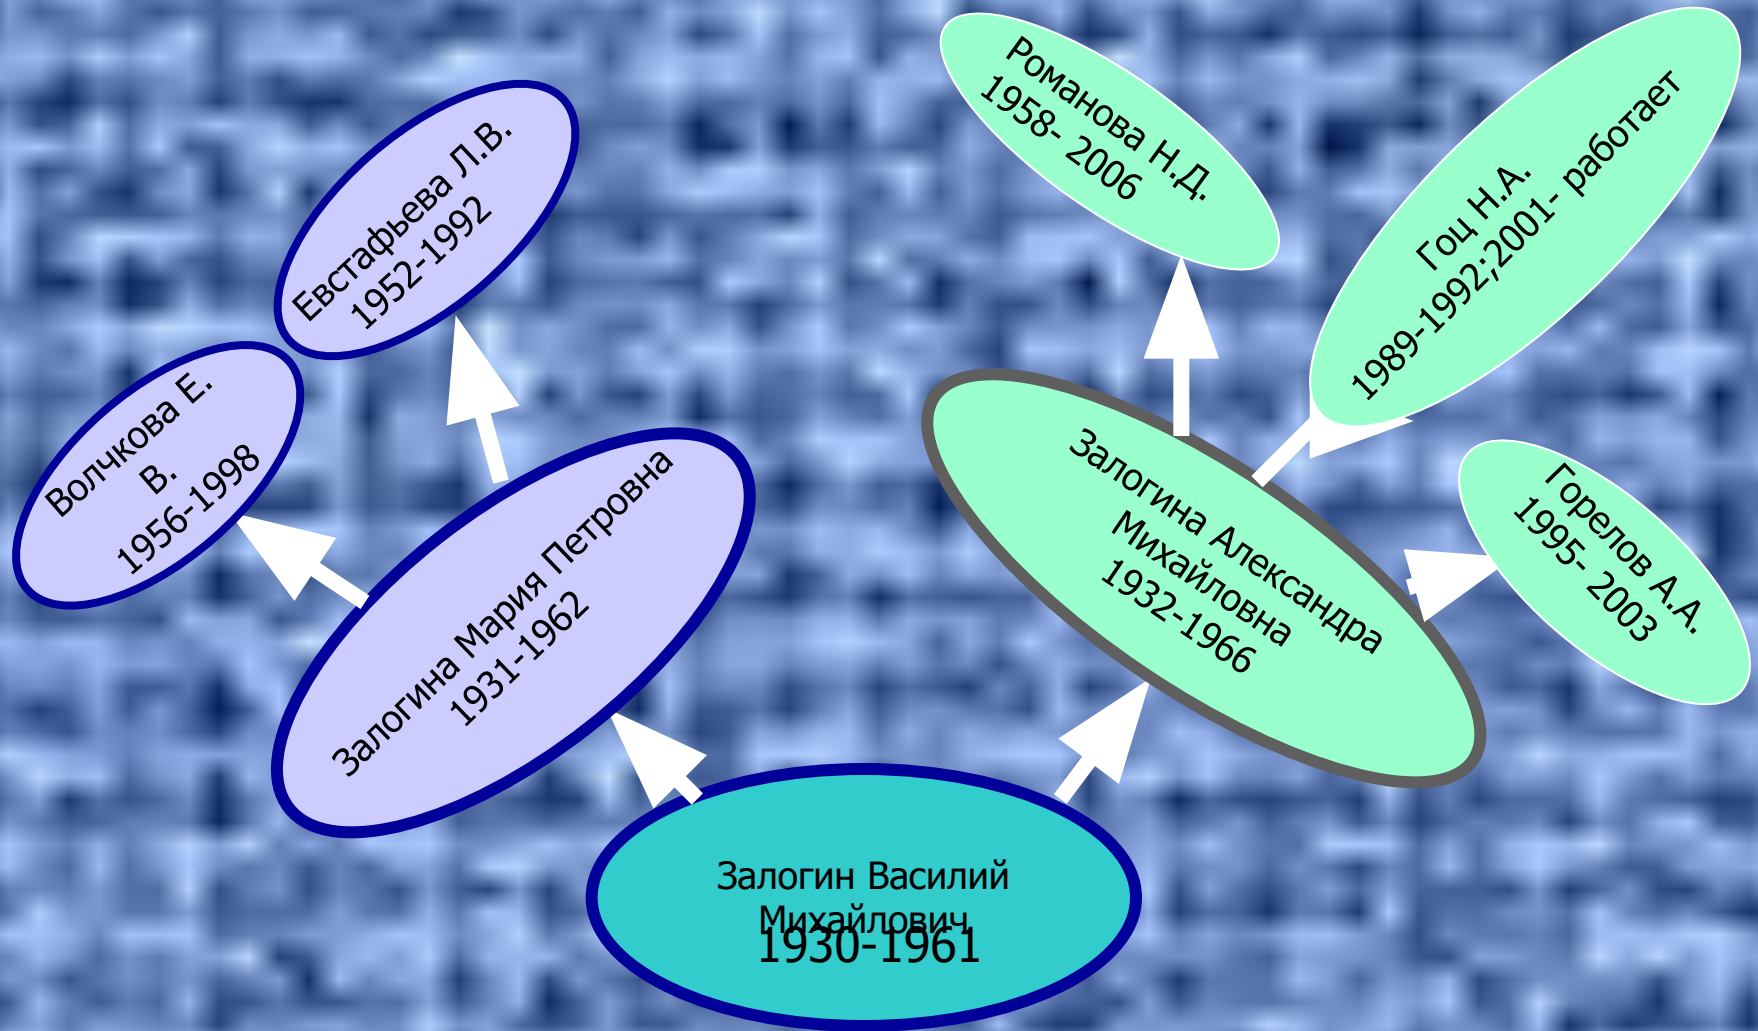 Романова Н.Д.
1958- 2006
Гоц Н.А.
1989-1992;2001- работает
Евстафьева Л.В.
1952-1992
Волчкова Е.
В.
1956-1998
Залогина Мария Петровна
1931-1962
Залогина Александра
Михайловна
1932-1966
Горелов А.А.
1995- 2003
Залогин Василий
Михайлович
1930-1961